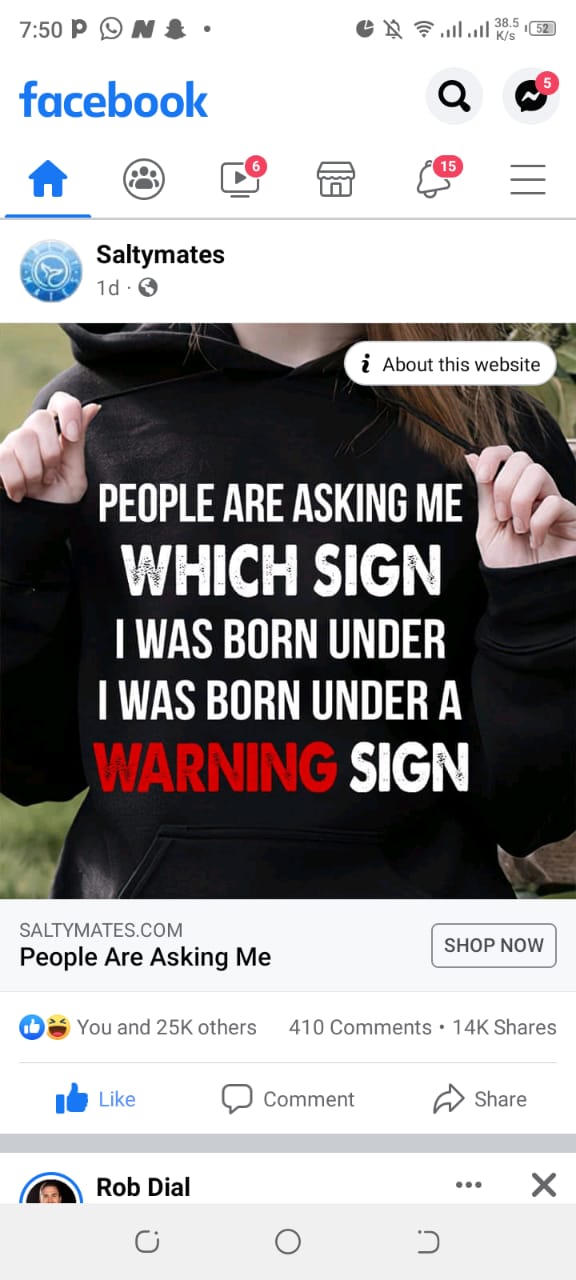 7:50
38.5
K/s
52
facebook
5
6
15
Saltymates
1d ·
i About this website
PEOPLE ARE ASKING ME
WHICH SIGN
I WAS BORN UNDER
I WAS BORN UNDER A
WARNING SIGN
SALTYMATES.COM
People Are Asking Me
SHOP NOW
You and 25K others
410 Comments • 14K Shares
Like
Comment
Share
Rob Dial